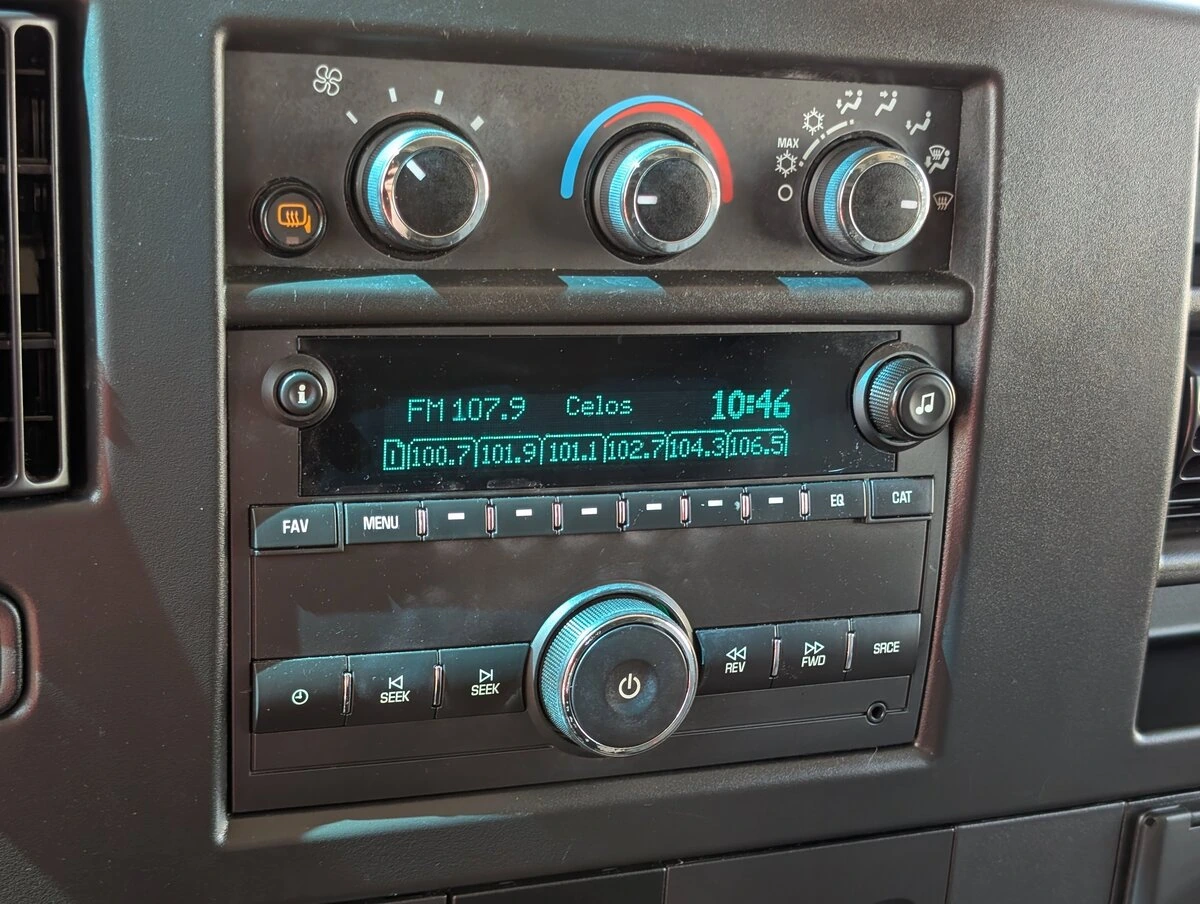 MAX
i
FM 107.9 Celos 10:46
1 100.7 101.9 101.1 102.7 104.3 106.5
FAV MENU EQ CAT
SEEK SEEK REV FWD SRCE